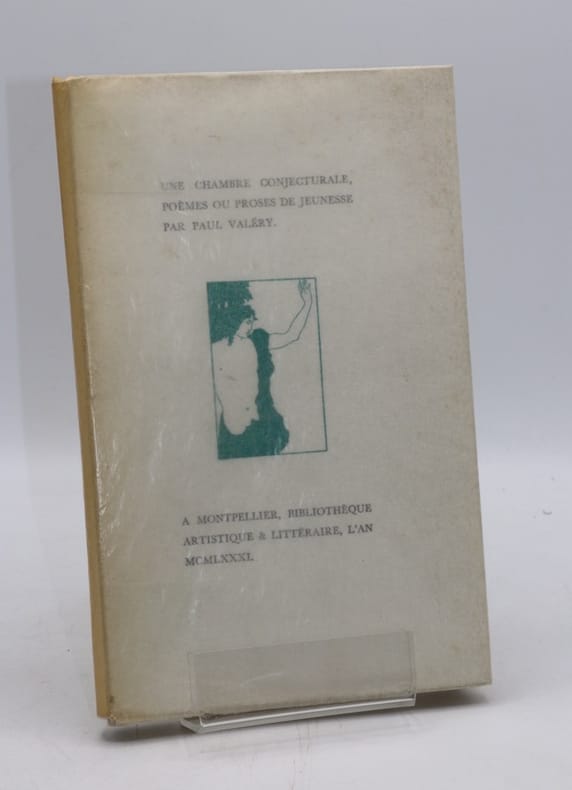 UNE CHAMBRE CONJECTURALE,
POÈMES OU PROSES DE JEUNESSE
PAR PAUL VALÉRY.
A MONTPELLIER, BIBLIOTHÈQUE
ARTISTIQUE & LITTÉRAIRE, L'AN
MCMLXXXI.